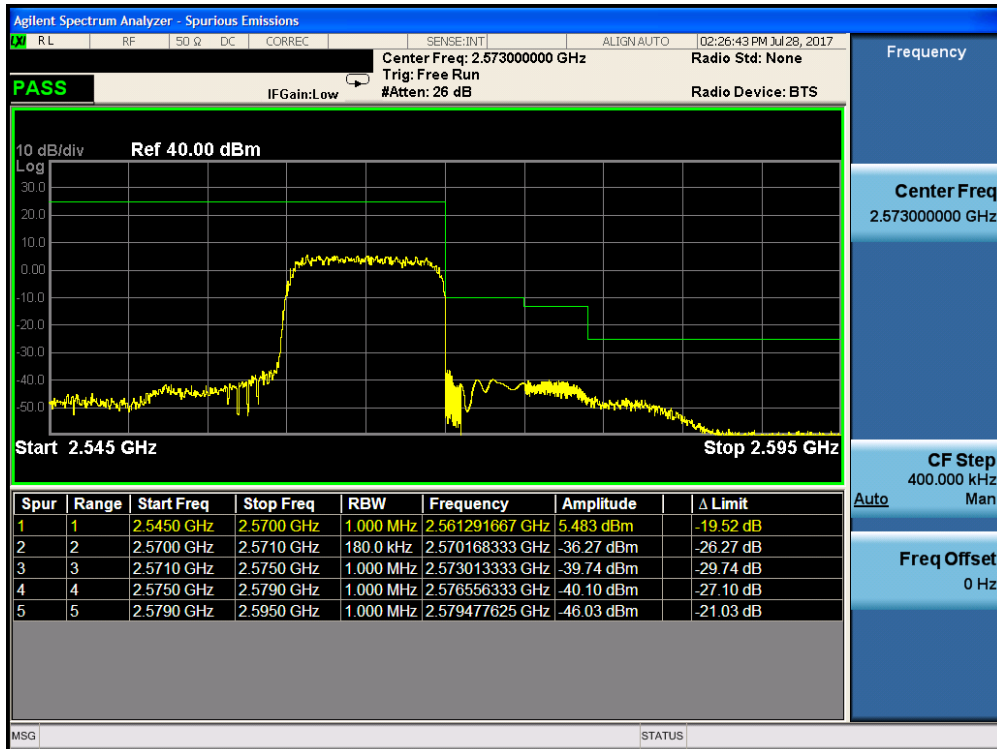 Agilent Spectrum Analyzer - Spurious Emissions
LXI RL RF 50 Ω DC CORREC SENSE:INT ALIGN AUTO 02:26:43 PM Jul 28, 2017
Center Freq: 2.573000000 GHz Radio Std: None
Trig: Free Run
PASS IFGain:Low #Atten: 26 dB Radio Device: BTS
10 dB/div Ref 40.00 dBm
Log
30.0
20.0
10.0
0.00
-10.0
-20.0
-30.0
-40.0
-50.0
Start 2.545 GHz Stop 2.595 GHz
Spur Range Start Freq Stop Freq RBW Frequency Amplitude Δ Limit
1 1 2.5450 GHz 2.5700 GHz 1.000 MHz 2.561291667 GHz 5.483 dBm -19.52 dB
2 2 2.5700 GHz 2.5710 GHz 180.0 kHz 2.570168333 GHz -36.27 dBm -26.27 dB
3 3 2.5710 GHz 2.5750 GHz 1.000 MHz 2.573013333 GHz -39.74 dBm -29.74 dB
4 4 2.5750 GHz 2.5790 GHz 1.000 MHz 2.576556333 GHz -40.10 dBm -27.10 dB
5 5 2.5790 GHz 2.5950 GHz 1.000 MHz 2.579477625 GHz -46.03 dBm -21.03 dB
MSG STATUS
Frequency
Center Freq
2.573000000 GHz
CF Step
400.000 kHz
Auto Man
Freq Offset
0 Hz